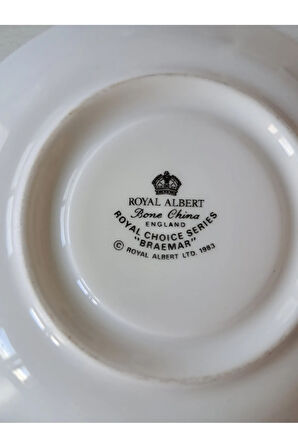 ROYAL ALBERT
Bone China
ENGLAND
ROYAL CHOICE SERIES
"BRAEMAR"
© ROYAL ALBERT LTD. 1983